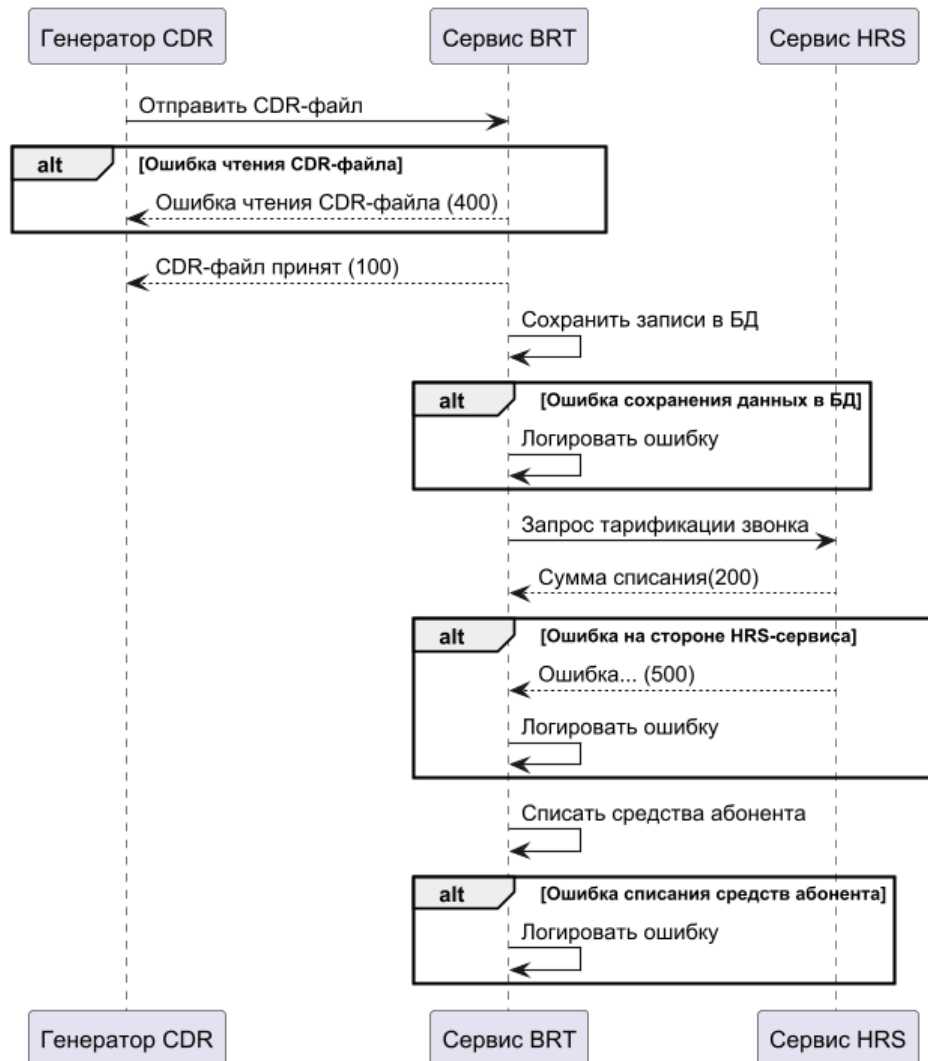 Генератор CDR
Сервис BRT
Сервис HRS
Отправить CDR-файл
alt
[Ошибка чтения CDR-файла]
Ошибка чтения CDR-файла (400)
CDR-файл принят (100)
Сохранить записи в БД
alt
[Ошибка сохранения данных в БД]
Логировать ошибку
Запрос тарификации звонка
Сумма списания(200)
alt
[Ошибка на стороне HRS-сервиса]
Ошибка... (500)
Логировать ошибку
Списать средства абонента
alt
[Ошибка списания средств абонента]
Логировать ошибку
Генератор CDR
Сервис BRT
Сервис HRS